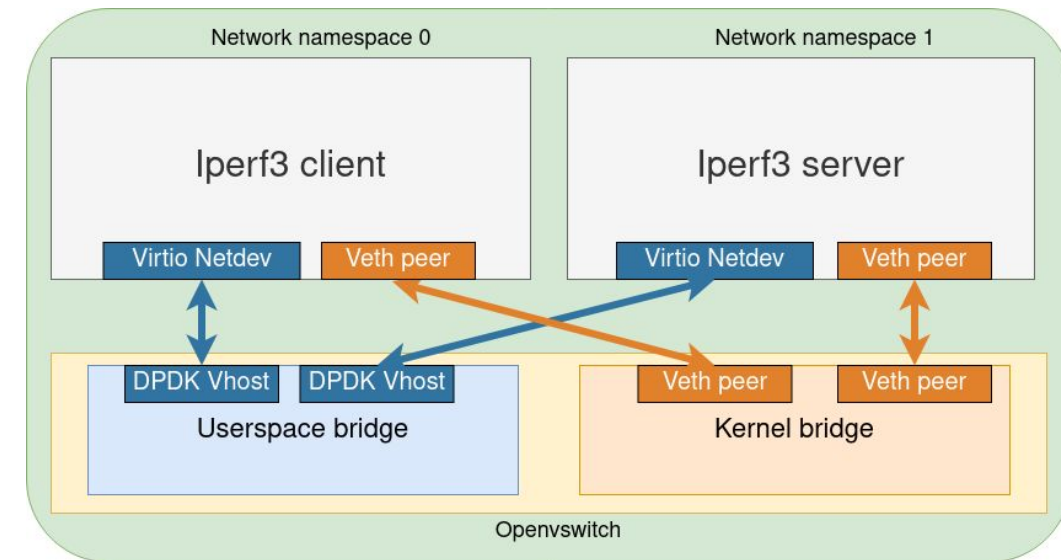 Network namespace 0
Network namespace 1
Iperf3 client
Iperf3 server
Virtio Netdev
Veth peer
Virtio Netdev
Veth peer
DPDK Vhost
DPDK Vhost
Veth peer
Veth peer
Userspace bridge
Kernel bridge
Openvswitch